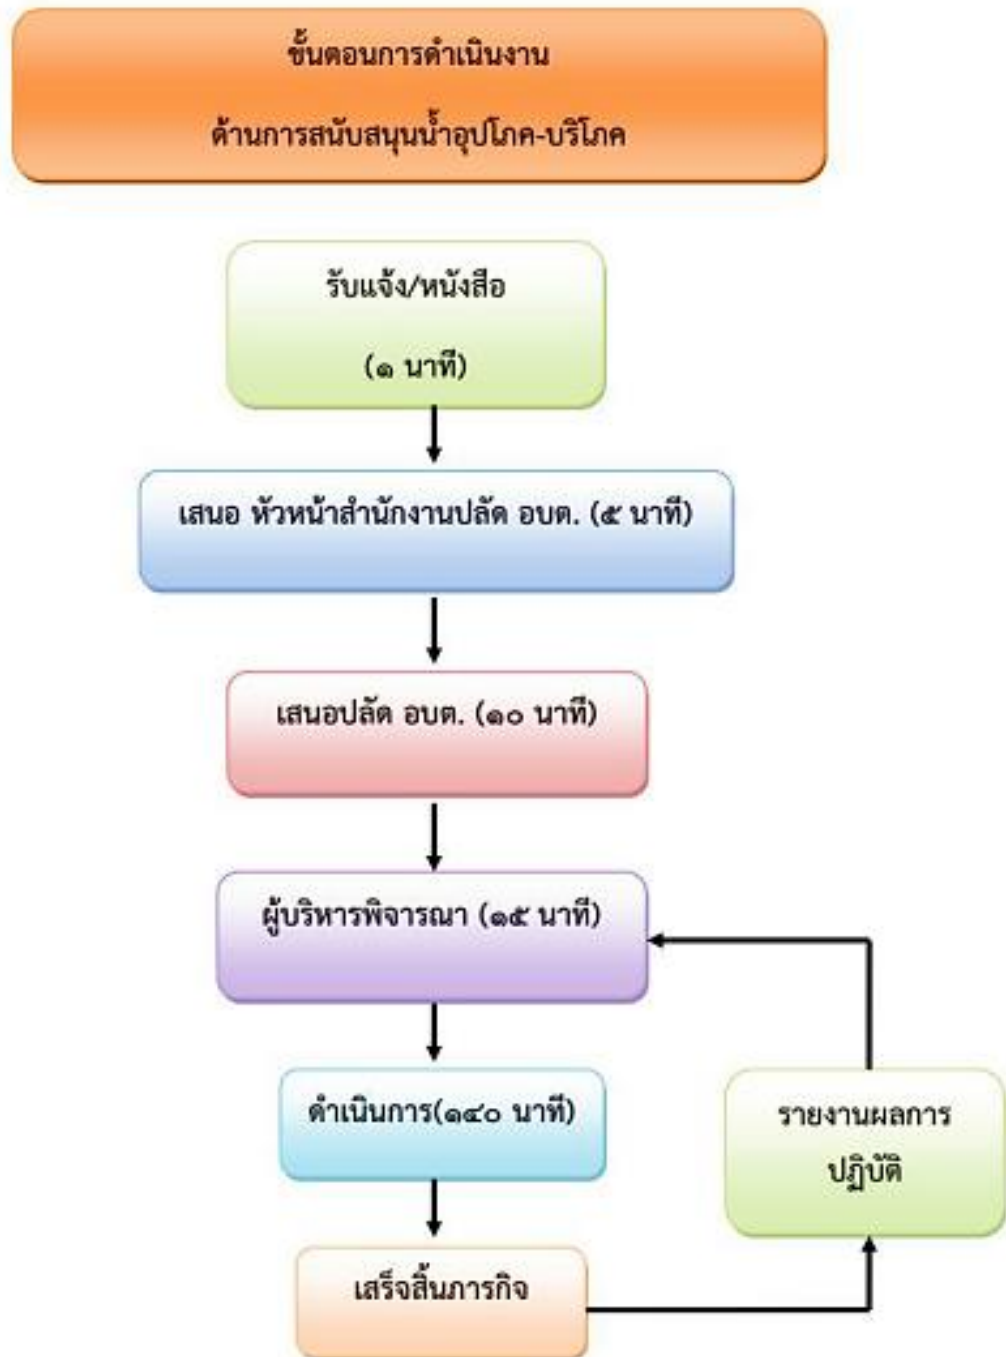 ขั้นตอนการดำเนินงาน
ด้านการสนับสนุนน้ำอุปโภค-บริโภค
รับแจ้ง/หนังสือ
(๑ นาที)
เสนอ หัวหน้าสำนักงานปลัด อบต. (๕ นาที)
เสนอปลัด อบต. (๑๐ นาที)
ผู้บริหารพิจารณา (๑๕ นาที)
ดำเนินการ(๑๔๐ นาที)
รายงานผลการ
ปฏิบัติ
เสร็จสิ้นภารกิจ